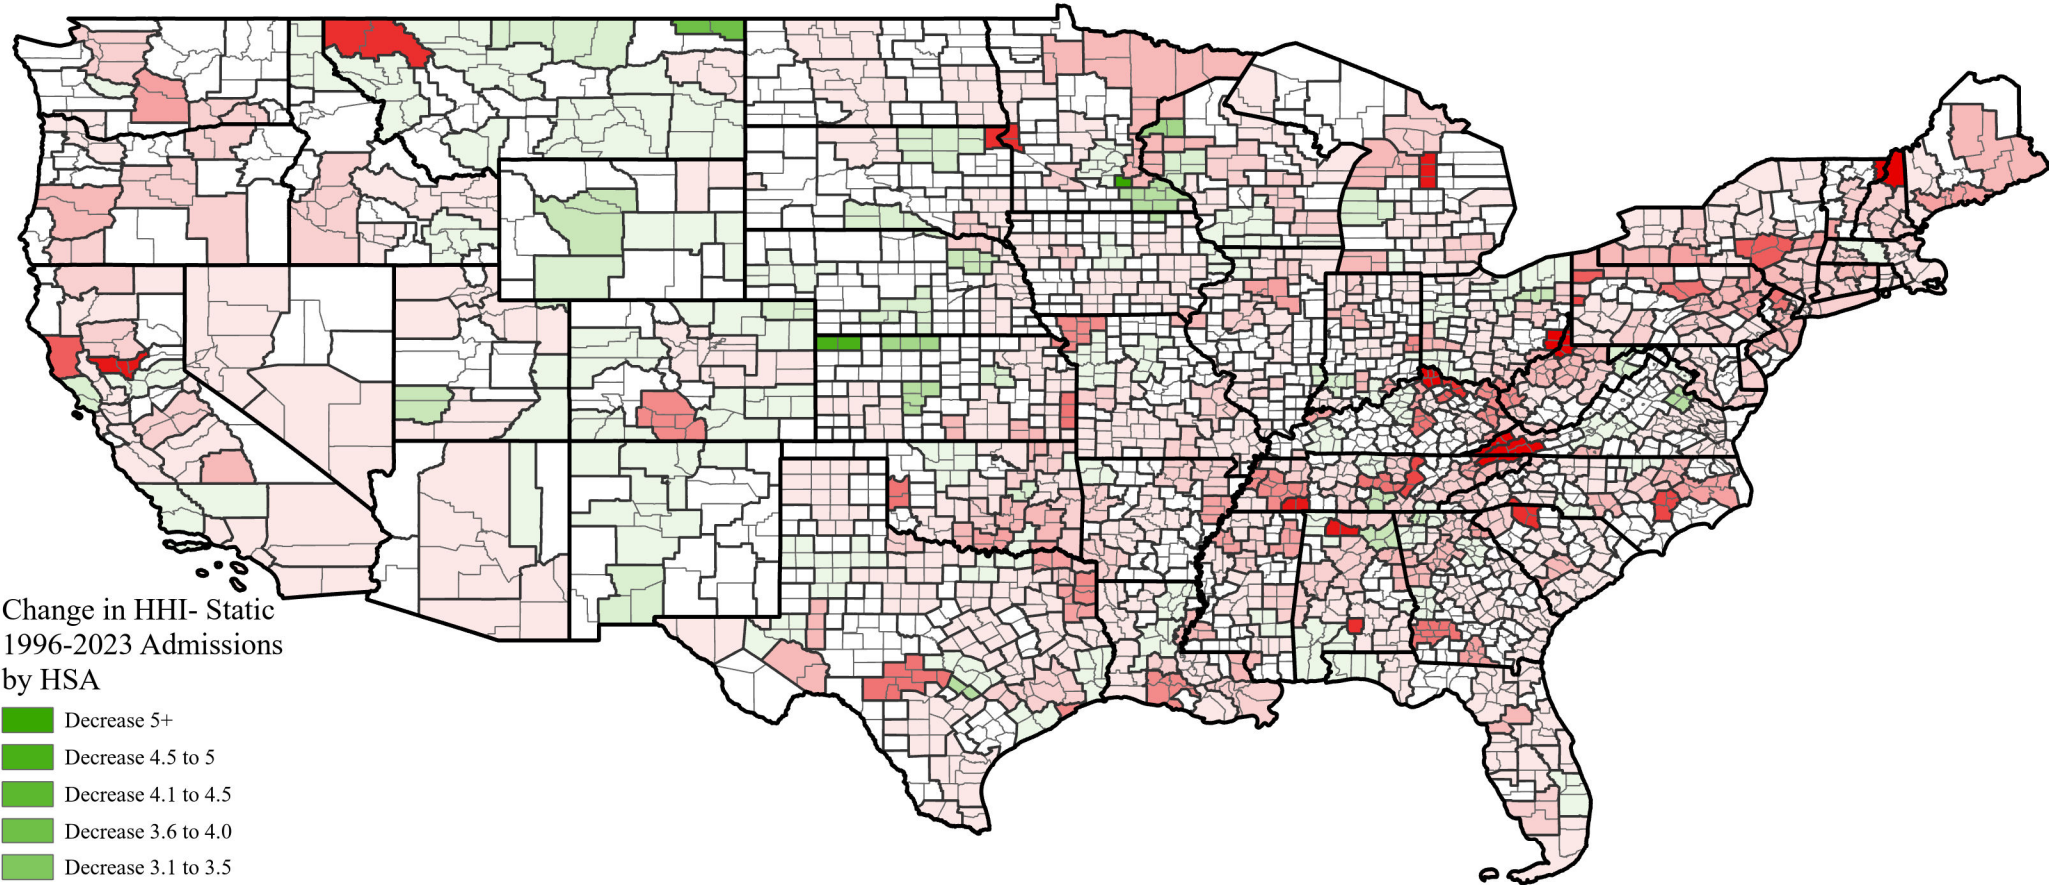 Change in HHI- Static
1996-2023 Admissions
by HSA
Decrease 5+
Decrease 4.5 to 5
Decrease 4.1 to 4.5
Decrease 3.6 to 4.0
Decrease 3.1 to 3.5